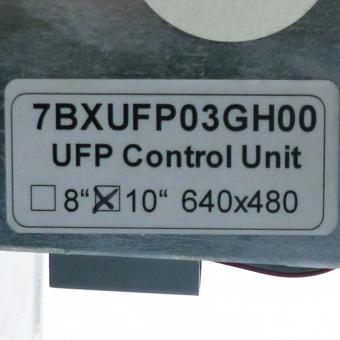 7BXUFP03GH00
UFP Control Unit
☐ 8“ ☒ 10“ 640x480